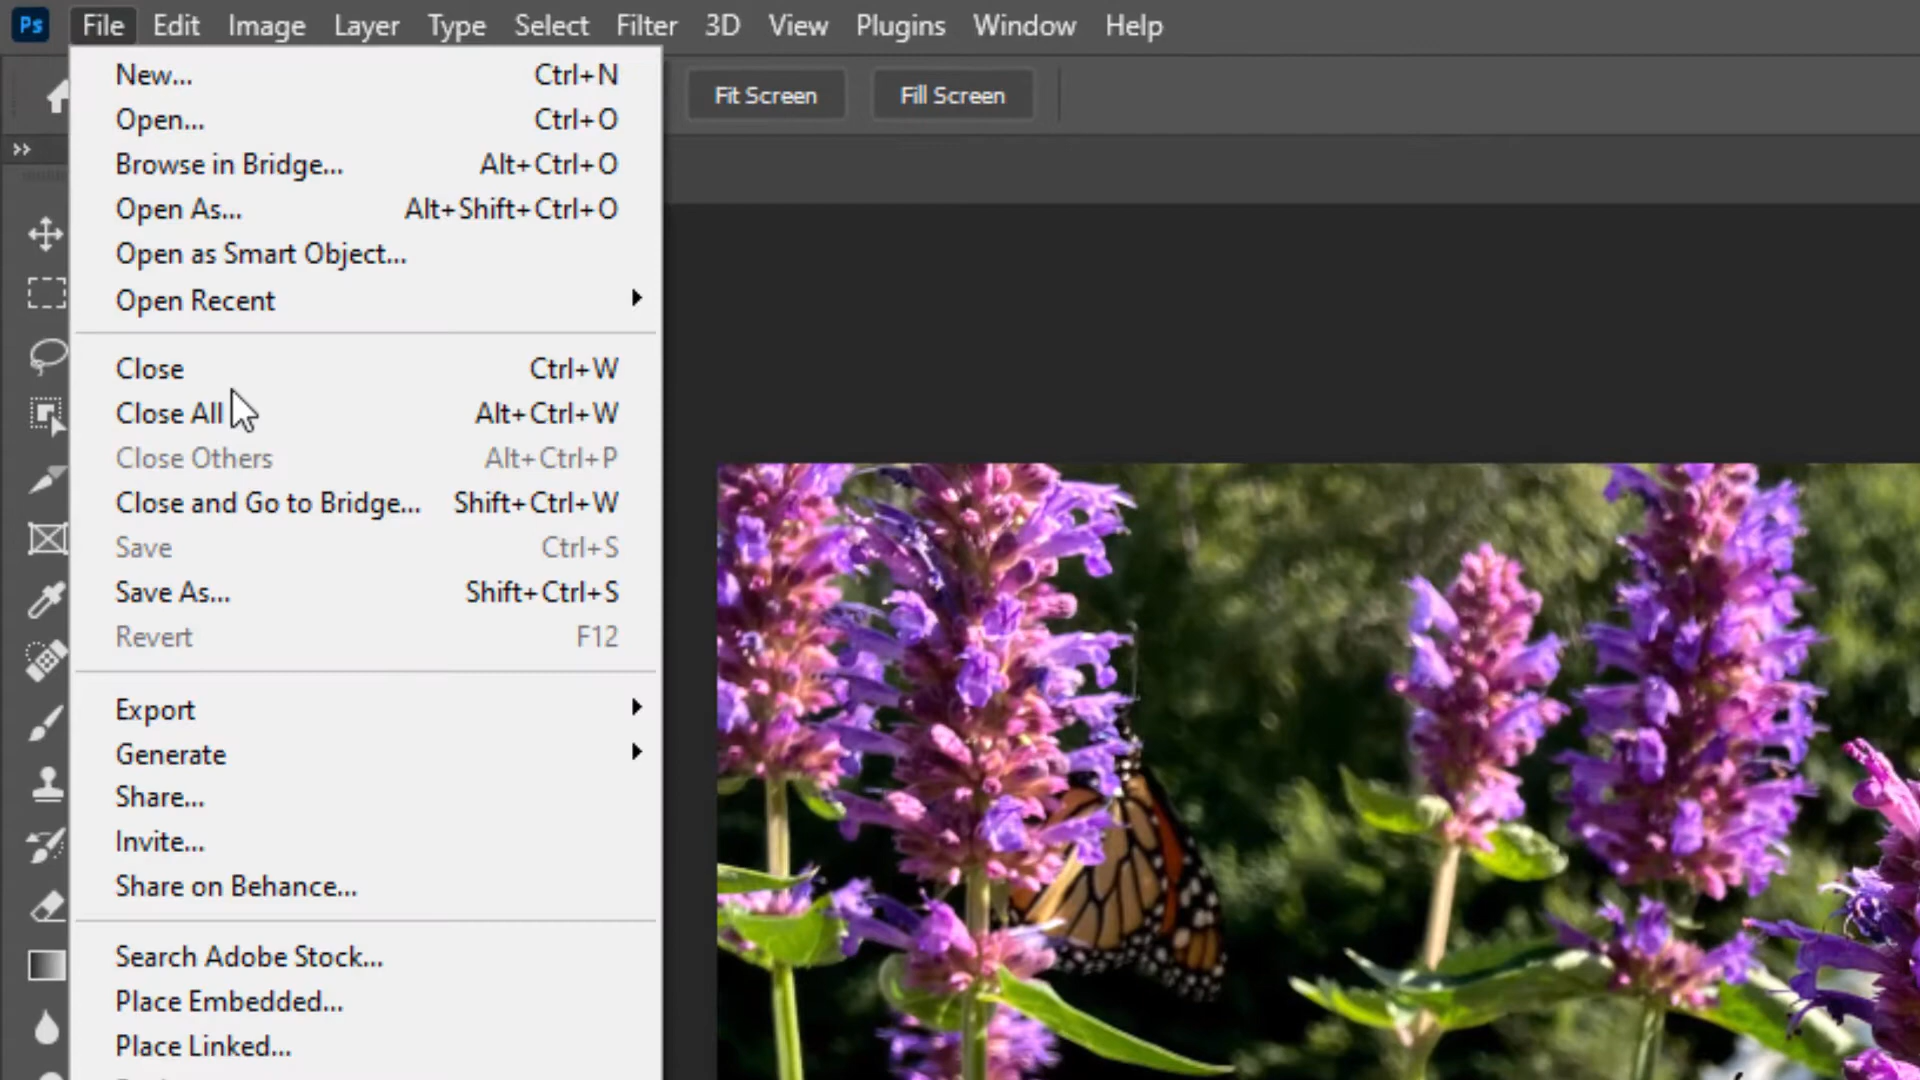 Ps File Edit Image Layer Type Select Filter 3D View Plugins Window Help
Fit Screen Fill Screen
New... Ctrl+N
Open... Ctrl+O
Browse in Bridge... Alt+Ctrl+O
Open As... Alt+Shift+Ctrl+O
Open as Smart Object...
Open Recent
Close Ctrl+W
Close All Alt+Ctrl+W
Close Others Alt+Ctrl+P
Close and Go to Bridge... Shift+Ctrl+W
Save Ctrl+S
Save As... Shift+Ctrl+S
Revert F12
Export
Generate
Share...
Invite...
Share on Behance...
Search Adobe Stock...
Place Embedded...
Place Linked...